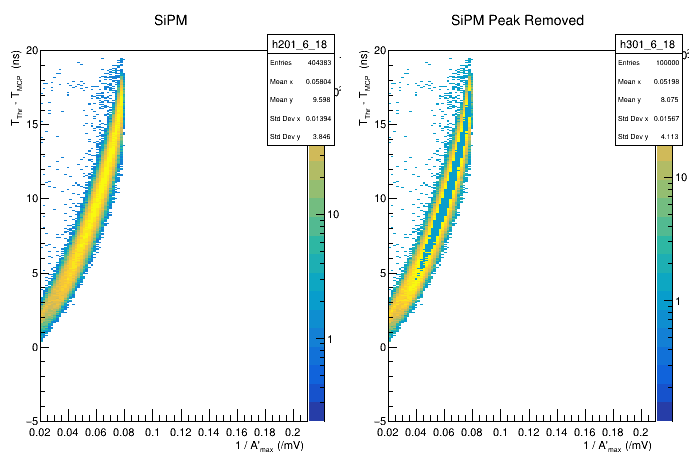 SiPM
SiPM Peak Removed
h201_6_18
Entries 404383
Mean x 0.05804
Mean y 9.598
Std Dev x 0.01394
Std Dev y 3.846
h301_6_18
Entries 100000
Mean x 0.05198
Mean y 8.075
Std Dev x 0.01567
Std Dev y 4.113
T_Thr - T_MCP (ns)
20
15
10
5
0
−5
0.02 0.04 0.06 0.08 0.1 0.12 0.14 0.16 0.18 0.2
1 / A'_max (/mV)
10
1
T_Thr - T_MCP (ns)
20
15
10
5
0
−5
0.02 0.04 0.06 0.08 0.1 0.12 0.14 0.16 0.18 0.2
1 / A'_max (/mV)
10
1